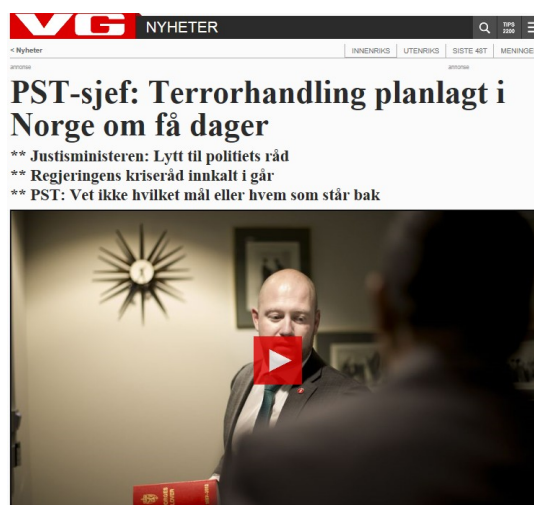 VG NYHETER TIPS
2200
< Nyheter INNENRIKS UTENRIKS SISTE 48T MENINGE
annonse annonse
PST-sjef: Terrorhandling planlagt i
Norge om få dager
** Justisministeren: Lytt til politiets råd
** Regjeringens kriseråd innkalt i går
** PST: Vet ikke hvilket mål eller hvem som står bak